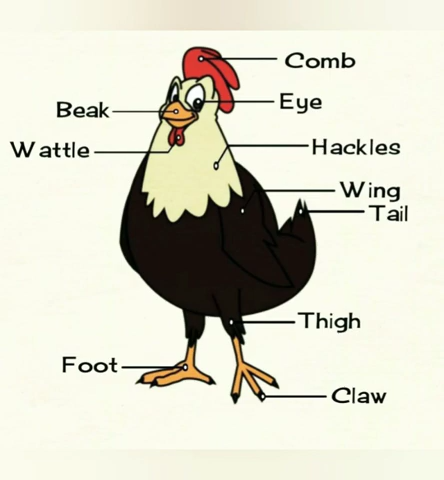 Comb
Eye
Beak
Wattle
Hackles
Wing
Tail
Thigh
Foot
Claw